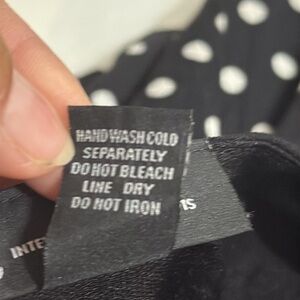 HAND WASH COLD
SEPARATELY
DO NOT BLEACH
LINE DRY
DO NOT IRON